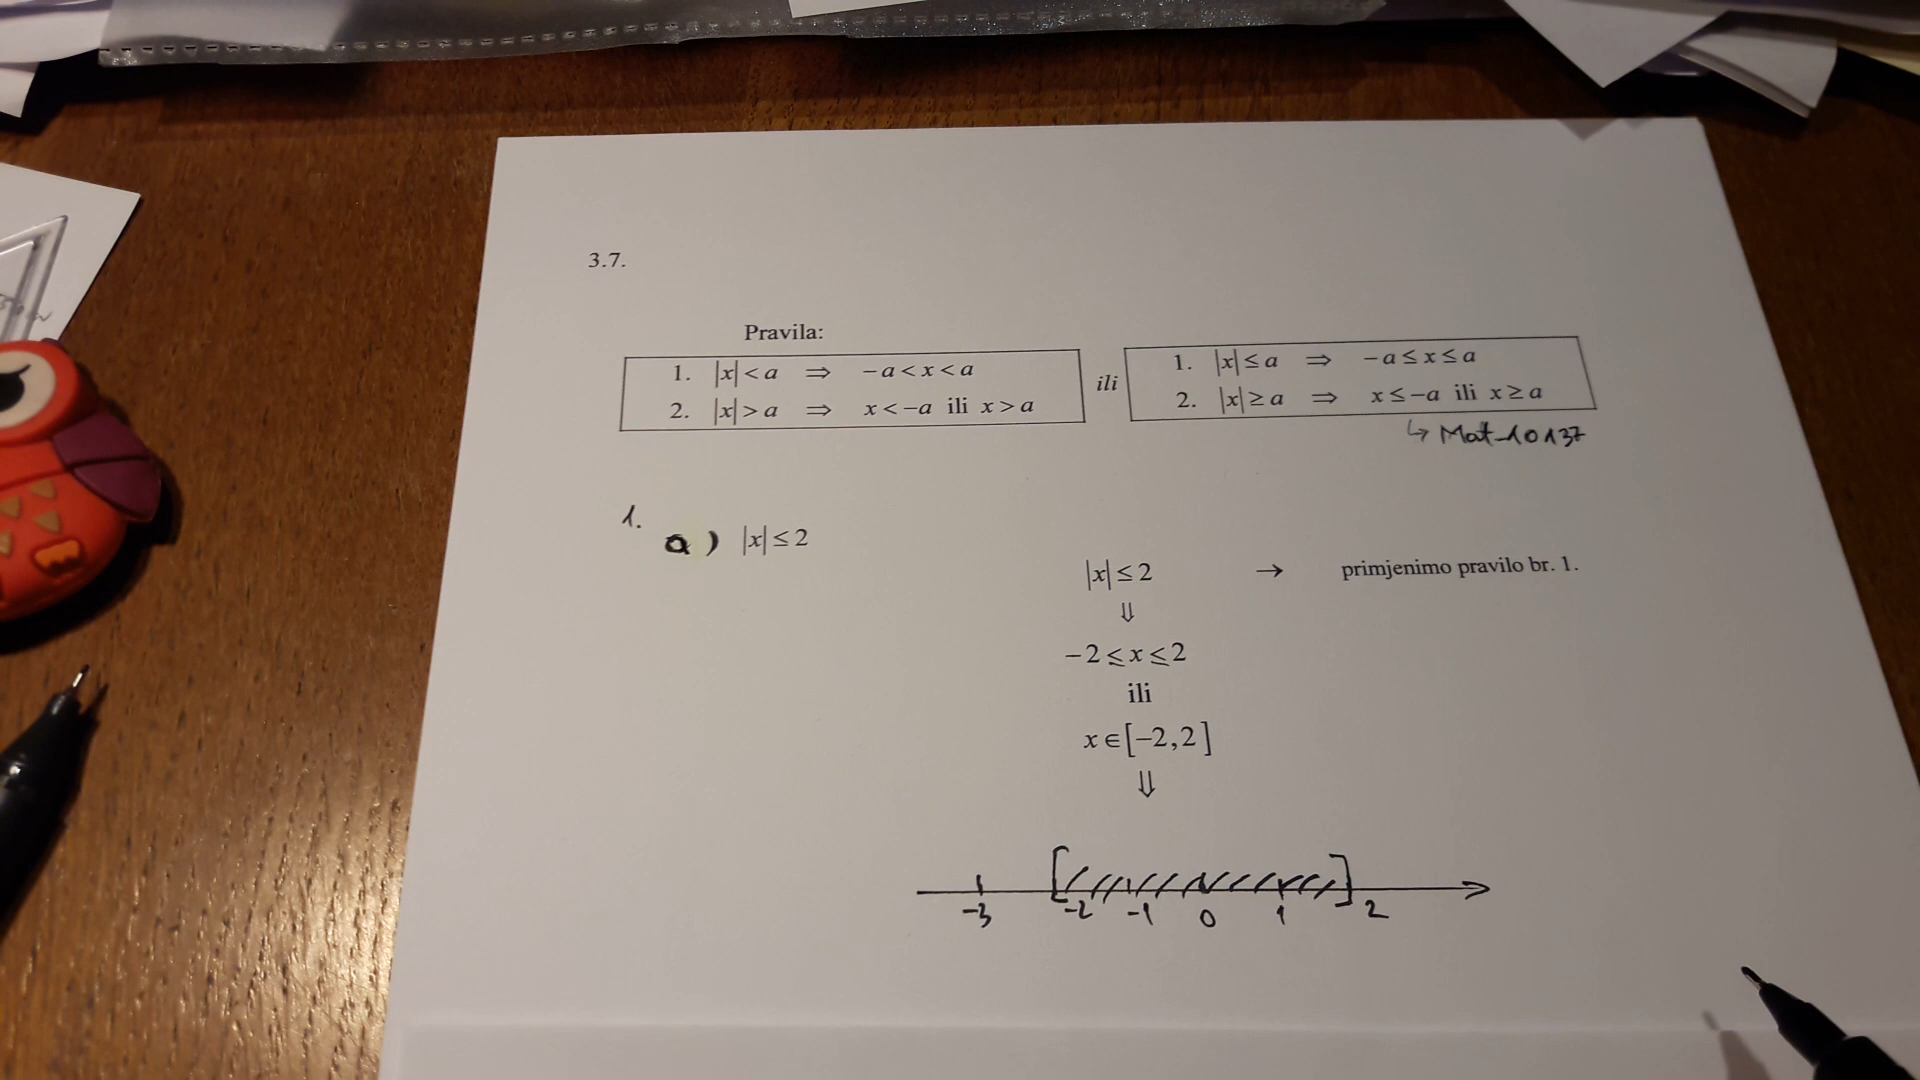 3.7.
Pravila:
1. |x| < a ⇒ -a < x < a
2. |x| > a ⇒ x < -a ili x > a
ili
1. |x| ≤ a ⇒ -a ≤ x ≤ a
2. |x| ≥ a ⇒ x ≤ -a ili x ≥ a
↳ Mat-10137
1.
a) |x| ≤ 2
|x| ≤ 2 → primjenimo pravilo br. 1.
⇓
-2 ≤ x ≤ 2
ili
x ∈ [-2,2]
⇓
-3 -2 -1 0 1 2